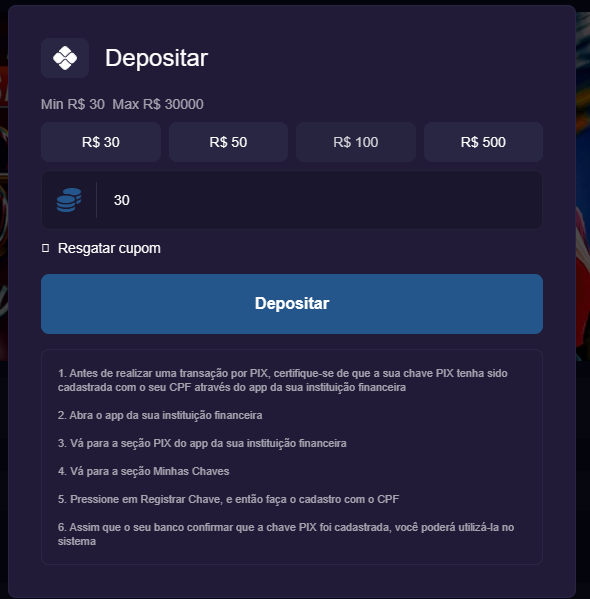 Depositar
Min R$ 30 Max R$ 30000
R$ 30
R$ 50
R$ 100
R$ 500
30
Resgatar cupom
Depositar
1. Antes de realizar uma transação por PIX, certifique-se de que a sua chave PIX tenha sido
cadastrada com o seu CPF através do app da sua instituição financeira
2. Abra o app da sua instituição financeira
3. Vá para a seção PIX do app da sua instituição financeira
4. Vá para a seção Minhas Chaves
5. Pressione em Registrar Chave, e então faça o cadastro com o CPF
6. Assim que o seu banco confirmar que a chave PIX foi cadastrada, você poderá utilizá-la no
sistema